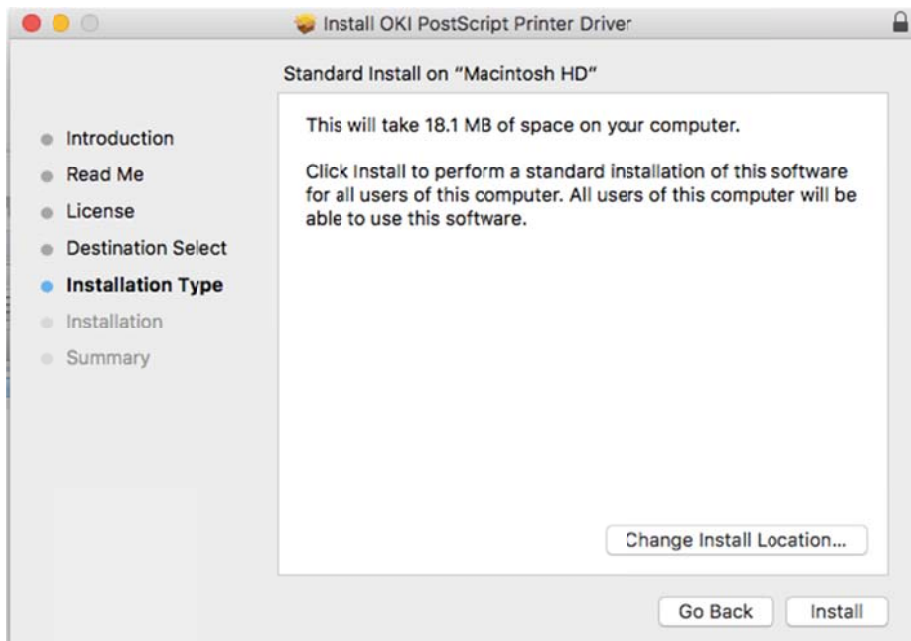 Install OKI PostScript Printer Driver
Standard Install on “Macintosh HD“
Introduction
Read Me
License
Destination Select
Installation Type
Installation
Summary
This will take 18.1 MB of space on your computer.
Click Install to perform a standard installation of this software
for all users of this computer. All users of this computer will be
able to use this software.
Change Install Location...
Go Back
Install